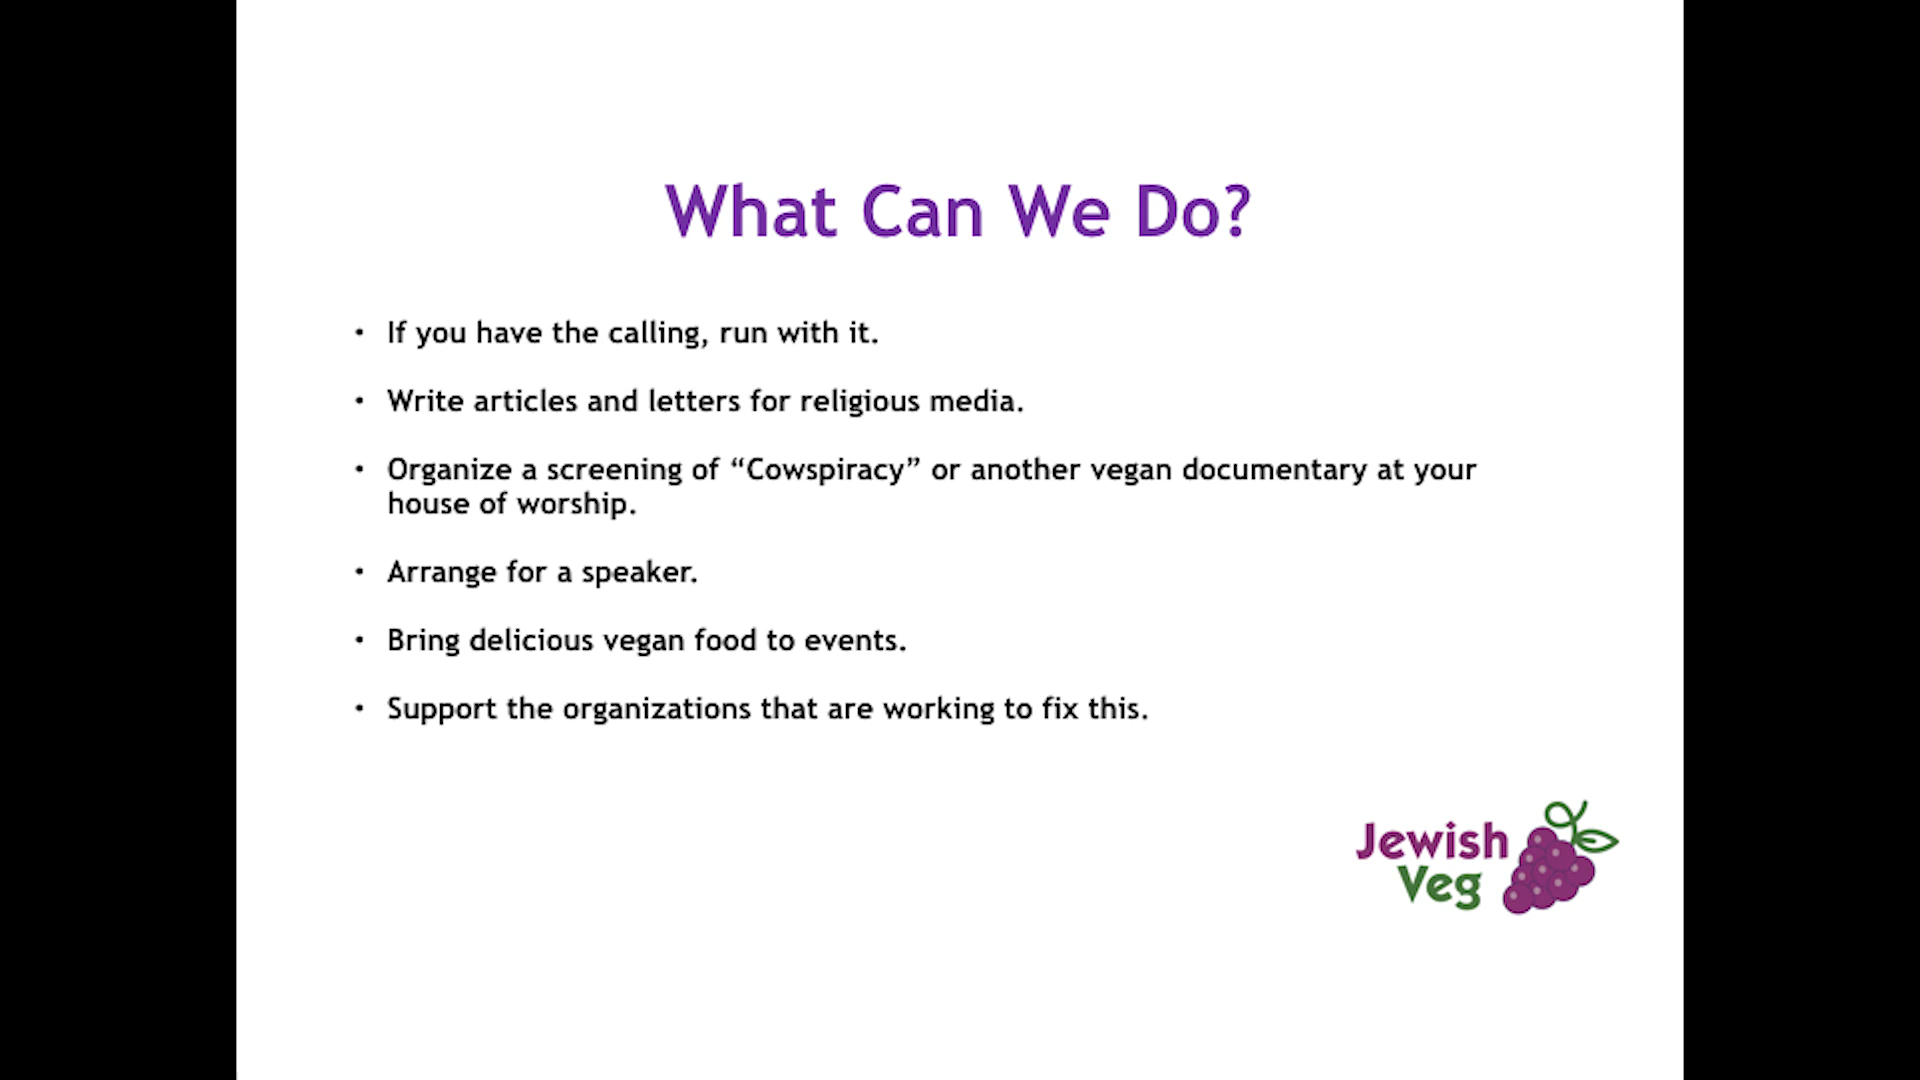 What Can We Do?
• If you have the calling, run with it.
• Write articles and letters for religious media.
• Organize a screening of “Cowspiracy” or another vegan documentary at your
house of worship.
• Arrange for a speaker.
• Bring delicious vegan food to events.
• Support the organizations that are working to fix this.
Jewish
Veg